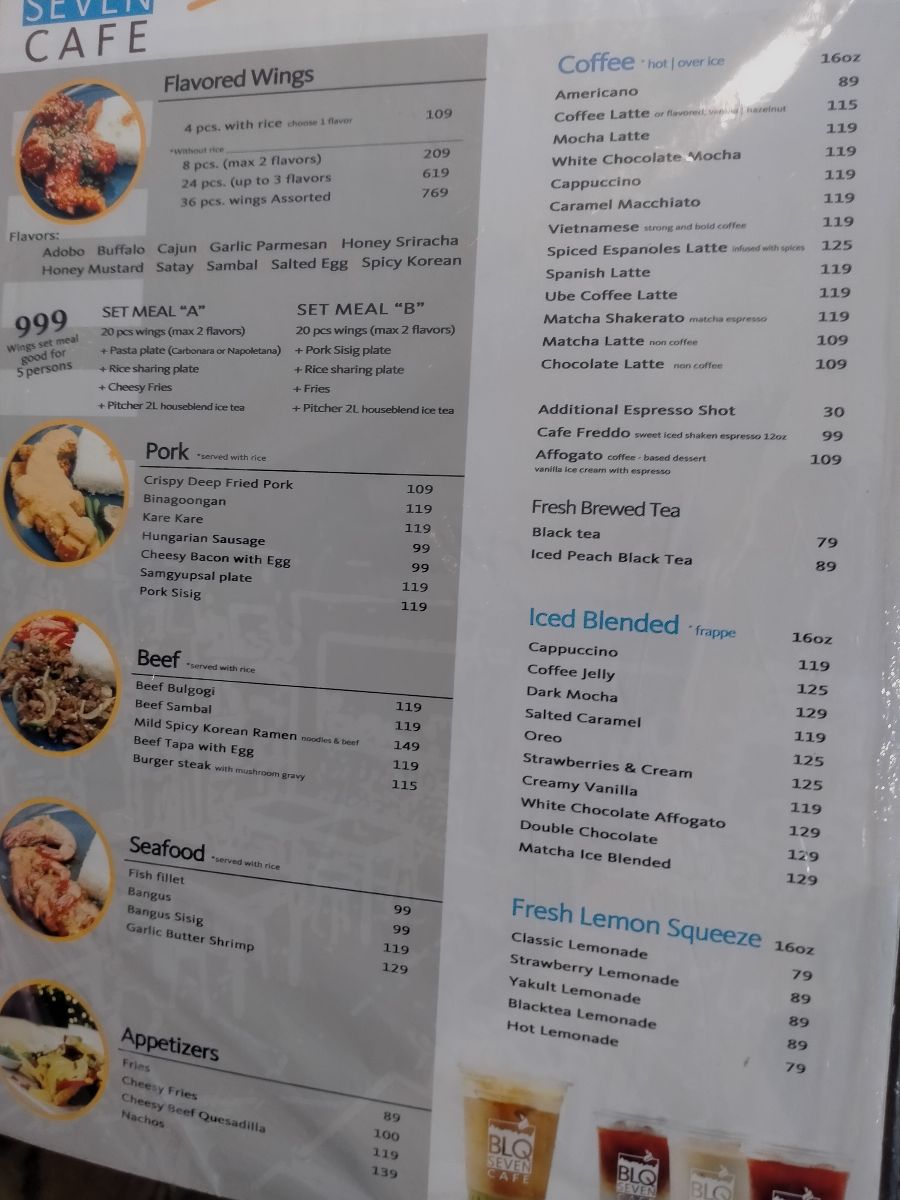 SEVEN
CAFE
Flavored Wings
4 pcs. with rice choose 1 flavor 109
*Without rice
8 pcs. (max 2 flavors) 209
24 pcs. (up to 3 flavors 619
36 pcs. wings Assorted 769
Flavors:
Adobo Buffalo Cajun Garlic Parmesan Honey Sriracha
Honey Mustard Satay Sambal Salted Egg Spicy Korean
999
Wings set meal
good for
5 persons
SET MEAL "A"
20 pcs wings (max 2 flavors)
+ Pasta plate (Carbonara or Napoletana)
+ Rice sharing plate
+ Cheesy Fries
+ Pitcher 2L houseblend ice tea
SET MEAL "B"
20 pcs wings (max 2 flavors)
+ Pork Sisig plate
+ Rice sharing plate
+ Fries
+ Pitcher 2L houseblend ice tea
Pork *served with rice
Crispy Deep Fried Pork 109
Binagoongan 119
Kare Kare 119
Hungarian Sausage 99
Cheesy Bacon with Egg 99
Samgyupsal plate 119
Pork Sisig 119
Beef *served with rice
Beef Bulgogi 119
Beef Sambal 119
Mild Spicy Korean Ramen noodles & beef 149
Beef Tapa with Egg 119
Burger steak with mushroom gravy 115
Seafood *served with rice
Fish fillet 99
Bangus 99
Bangus Sisig 119
Garlic Butter Shrimp 129
Appetizers
Fries 89
Cheesy Fries 100
Cheesy Beef Quesadilla 119
Nachos 139
Coffee * hot | over ice 16oz
Americano 89
Coffee Latte or flavored: vanilla | hazelnut 115
Mocha Latte 119
White Chocolate Mocha 119
Cappuccino 119
Caramel Macchiato 119
Vietnamese strong and bold coffee 119
Spiced Espanoles Latte infused with spices 125
Spanish Latte 119
Ube Coffee Latte 119
Matcha Shakerato matcha espresso 119
Matcha Latte non coffee 109
Chocolate Latte non coffee 109
Additional Espresso Shot 30
Cafe Freddo sweet iced shaken espresso 12oz 99
Affogato coffee - based dessert 109
vanilla ice cream with espresso
Fresh Brewed Tea
Black tea 79
Iced Peach Black Tea 89
Iced Blended * frappe 16oz
Cappuccino 119
Coffee Jelly 125
Dark Mocha 129
Salted Caramel 119
Oreo 125
Strawberries & Cream 125
Creamy Vanilla 119
White Chocolate Affogato 129
Double Chocolate 129
Matcha Ice Blended 129
Fresh Lemon Squeeze 16oz
Classic Lemonade 79
Strawberry Lemonade 89
Yakult Lemonade 89
Blacktea Lemonade 89
Hot Lemonade 79
BLQ
SEVEN
CAFE
BLQ
SEVEN
BLQ